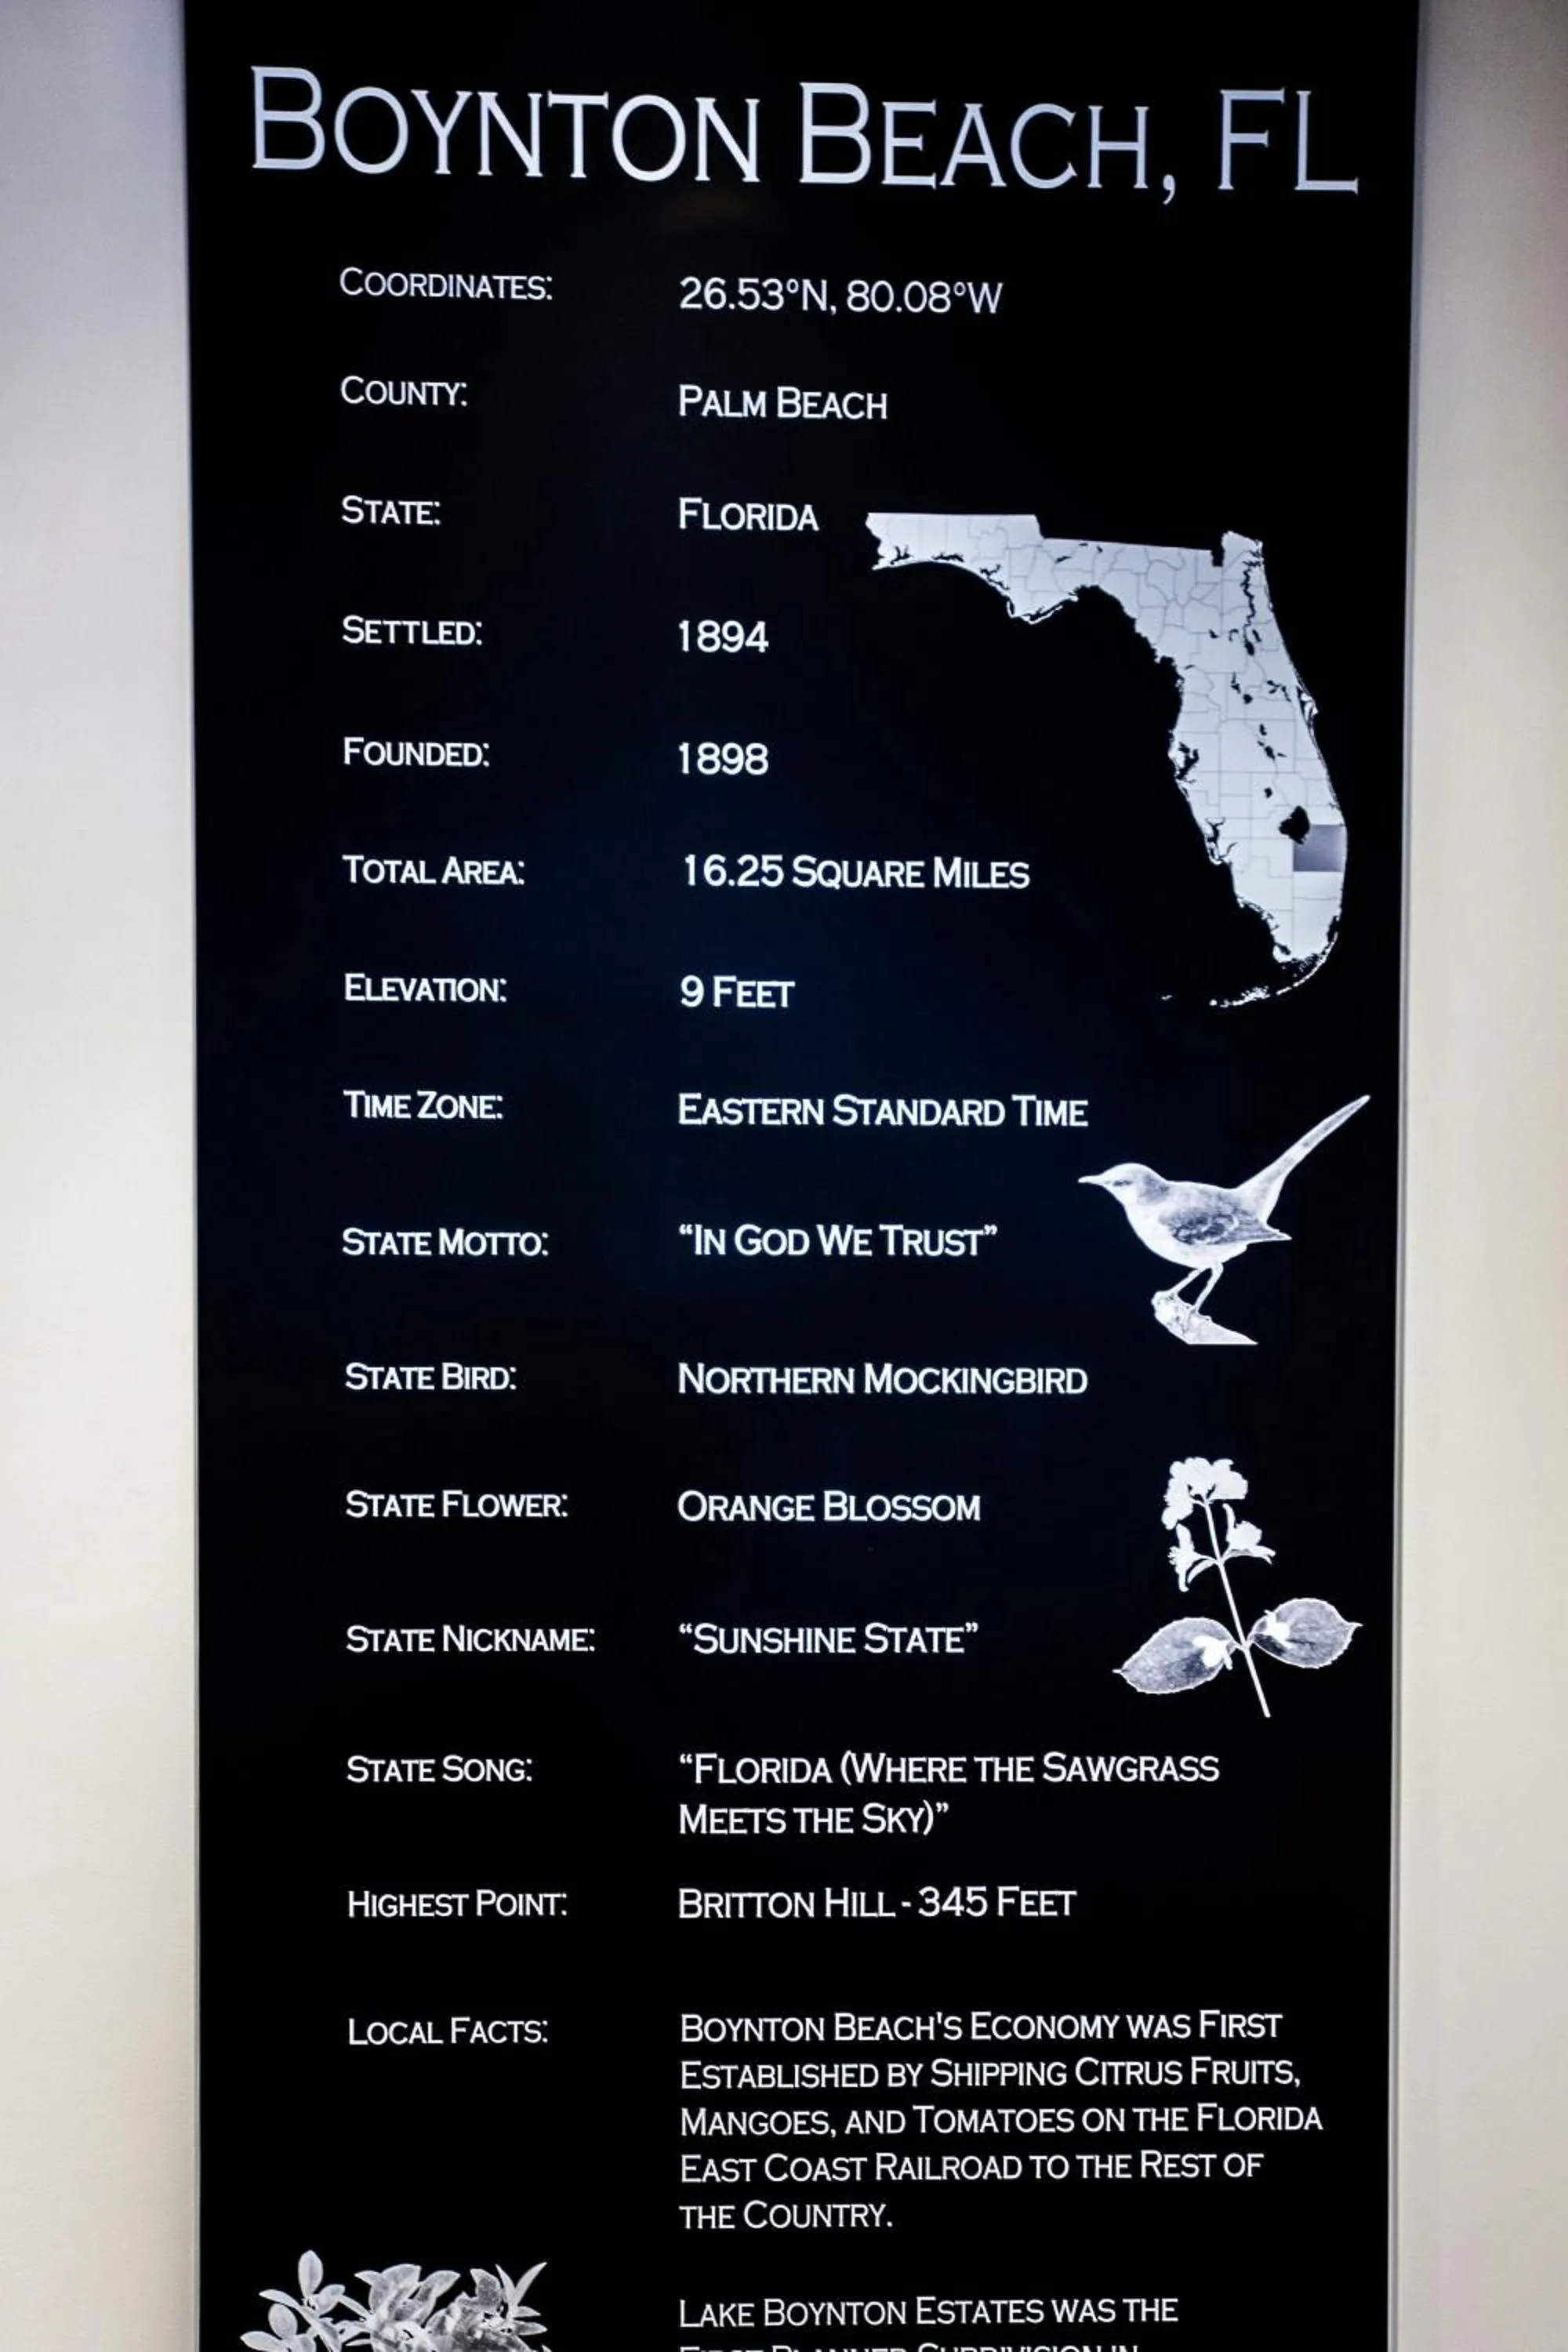 BOYNTON BEACH, FL
COORDINATES: 26.53°N, 80.08°W
COUNTY: PALM BEACH
STATE: FLORIDA
SETTLED: 1894
FOUNDED: 1898
TOTAL AREA: 16.25 SQUARE MILES
ELEVATION: 9 FEET
TIME ZONE: EASTERN STANDARD TIME
STATE MOTTO: “IN GOD WE TRUST”
STATE BIRD: NORTHERN MOCKINGBIRD
STATE FLOWER: ORANGE BLOSSOM
STATE NICKNAME: “SUNSHINE STATE”
STATE SONG: “FLORIDA (WHERE THE SAWGRASS
MEETS THE SKY)”
HIGHEST POINT: BRITTON HILL - 345 FEET
LOCAL FACTS: BOYNTON BEACH'S ECONOMY WAS FIRST
ESTABLISHED BY SHIPPING CITRUS FRUITS,
MANGOES, AND TOMATOES ON THE FLORIDA
EAST COAST RAILROAD TO THE REST OF
THE COUNTRY.
LAKE BOYNTON ESTATES WAS THE
FIRST PLANNED SUBDIVISION IN